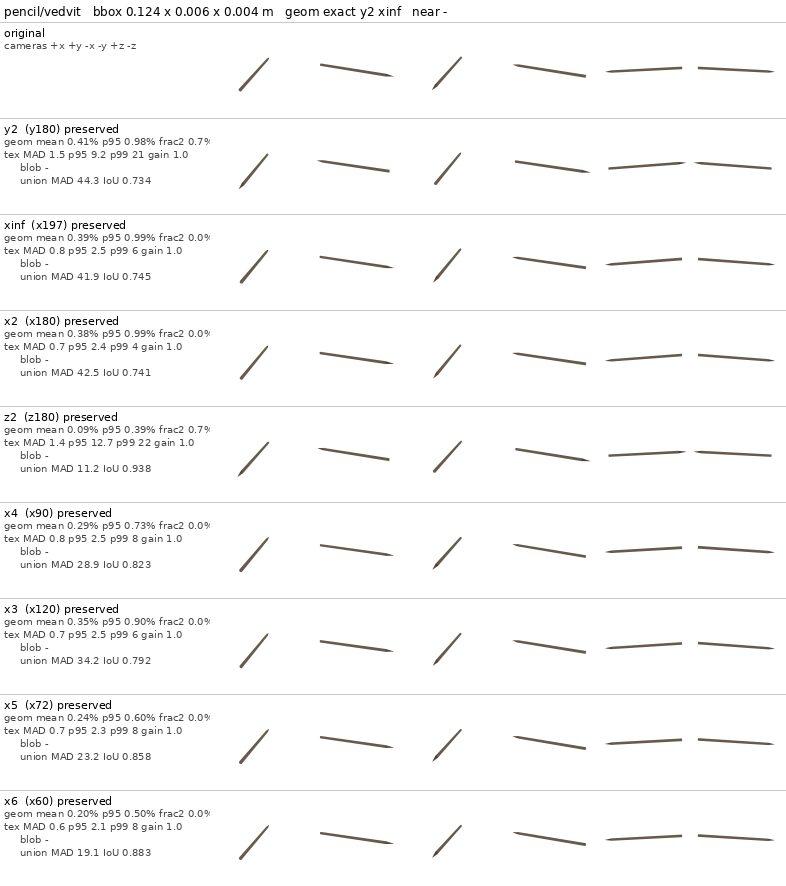 pencil/vedvit bbox 0.124 x 0.006 x 0.004 m geom exact y2 xinf near -
original
cameras +x +y -x -y +z -z
y2 (y180) preserved
geom mean 0.41% p95 0.98% frac2 0.7%
tex MAD 1.5 p95 9.2 p99 21 gain 1.0
blob -
union MAD 44.3 IoU 0.734
xinf (x197) preserved
geom mean 0.39% p95 0.99% frac2 0.0%
tex MAD 0.8 p95 2.5 p99 6 gain 1.0
blob -
union MAD 41.9 IoU 0.745
x2 (x180) preserved
geom mean 0.38% p95 0.99% frac2 0.0%
tex MAD 0.7 p95 2.4 p99 4 gain 1.0
blob -
union MAD 42.5 IoU 0.741
z2 (z180) preserved
geom mean 0.09% p95 0.39% frac2 0.7%
tex MAD 1.4 p95 12.7 p99 22 gain 1.0
blob -
union MAD 11.2 IoU 0.938
x4 (x90) preserved
geom mean 0.29% p95 0.73% frac2 0.0%
tex MAD 0.8 p95 2.5 p99 8 gain 1.0
blob -
union MAD 28.9 IoU 0.823
x3 (x120) preserved
geom mean 0.35% p95 0.90% frac2 0.0%
tex MAD 0.7 p95 2.5 p99 6 gain 1.0
blob -
union MAD 34.2 IoU 0.792
x5 (x72) preserved
geom mean 0.24% p95 0.60% frac2 0.0%
tex MAD 0.7 p95 2.3 p99 8 gain 1.0
blob -
union MAD 23.2 IoU 0.858
x6 (x60) preserved
geom mean 0.20% p95 0.50% frac2 0.0%
tex MAD 0.6 p95 2.1 p99 8 gain 1.0
blob -
union MAD 19.1 IoU 0.883